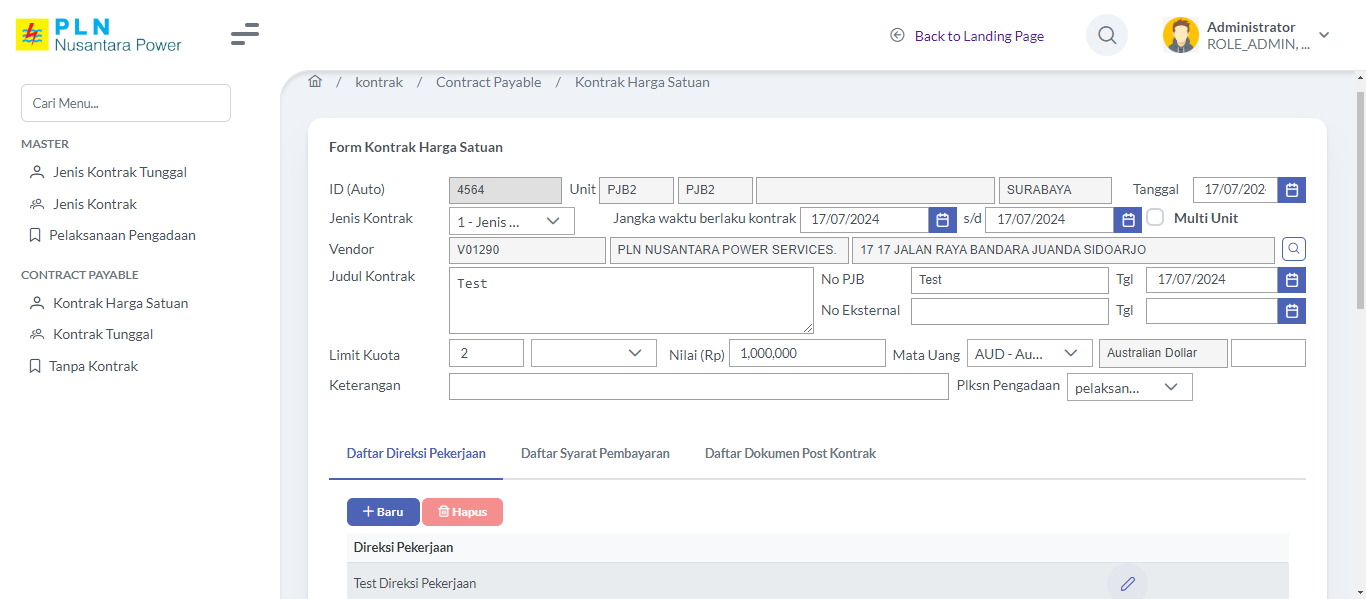 PLN
Nusantara Power
Back to Landing Page
Administrator
ROLE_ADMIN, ...
Cari Menu...
MASTER
Jenis Kontrak Tunggal
Jenis Kontrak
Pelaksanaan Pengadaan
CONTRACT PAYABLE
Kontrak Harga Satuan
Kontrak Tunggal
Tanpa Kontrak
/ kontrak / Contract Payable / Kontrak Harga Satuan
Form Kontrak Harga Satuan
ID (Auto) 4564 Unit PJB2 PJB2 SURABAYA Tanggal 17/07/202
Jenis Kontrak 1 - Jenis ... Jangka waktu berlaku kontrak 17/07/2024 s/d 17/07/2024 Multi Unit
Vendor V01290 PLN NUSANTARA POWER SERVICES. 17 17 JALAN RAYA BANDARA JUANDA SIDOARJO
Judul Kontrak Test No PJB Test Tgl 17/07/2024
No Eksternal Tgl
Limit Kuota 2 Nilai (Rp) 1,000,000 Mata Uang AUD - Au... Australian Dollar
Keterangan Plksn Pengadaan pelaksan...
Daftar Direksi Pekerjaan Daftar Syarat Pembayaran Daftar Dokumen Post Kontrak
+ Baru Hapus
Direksi Pekerjaan
Test Direksi Pekerjaan